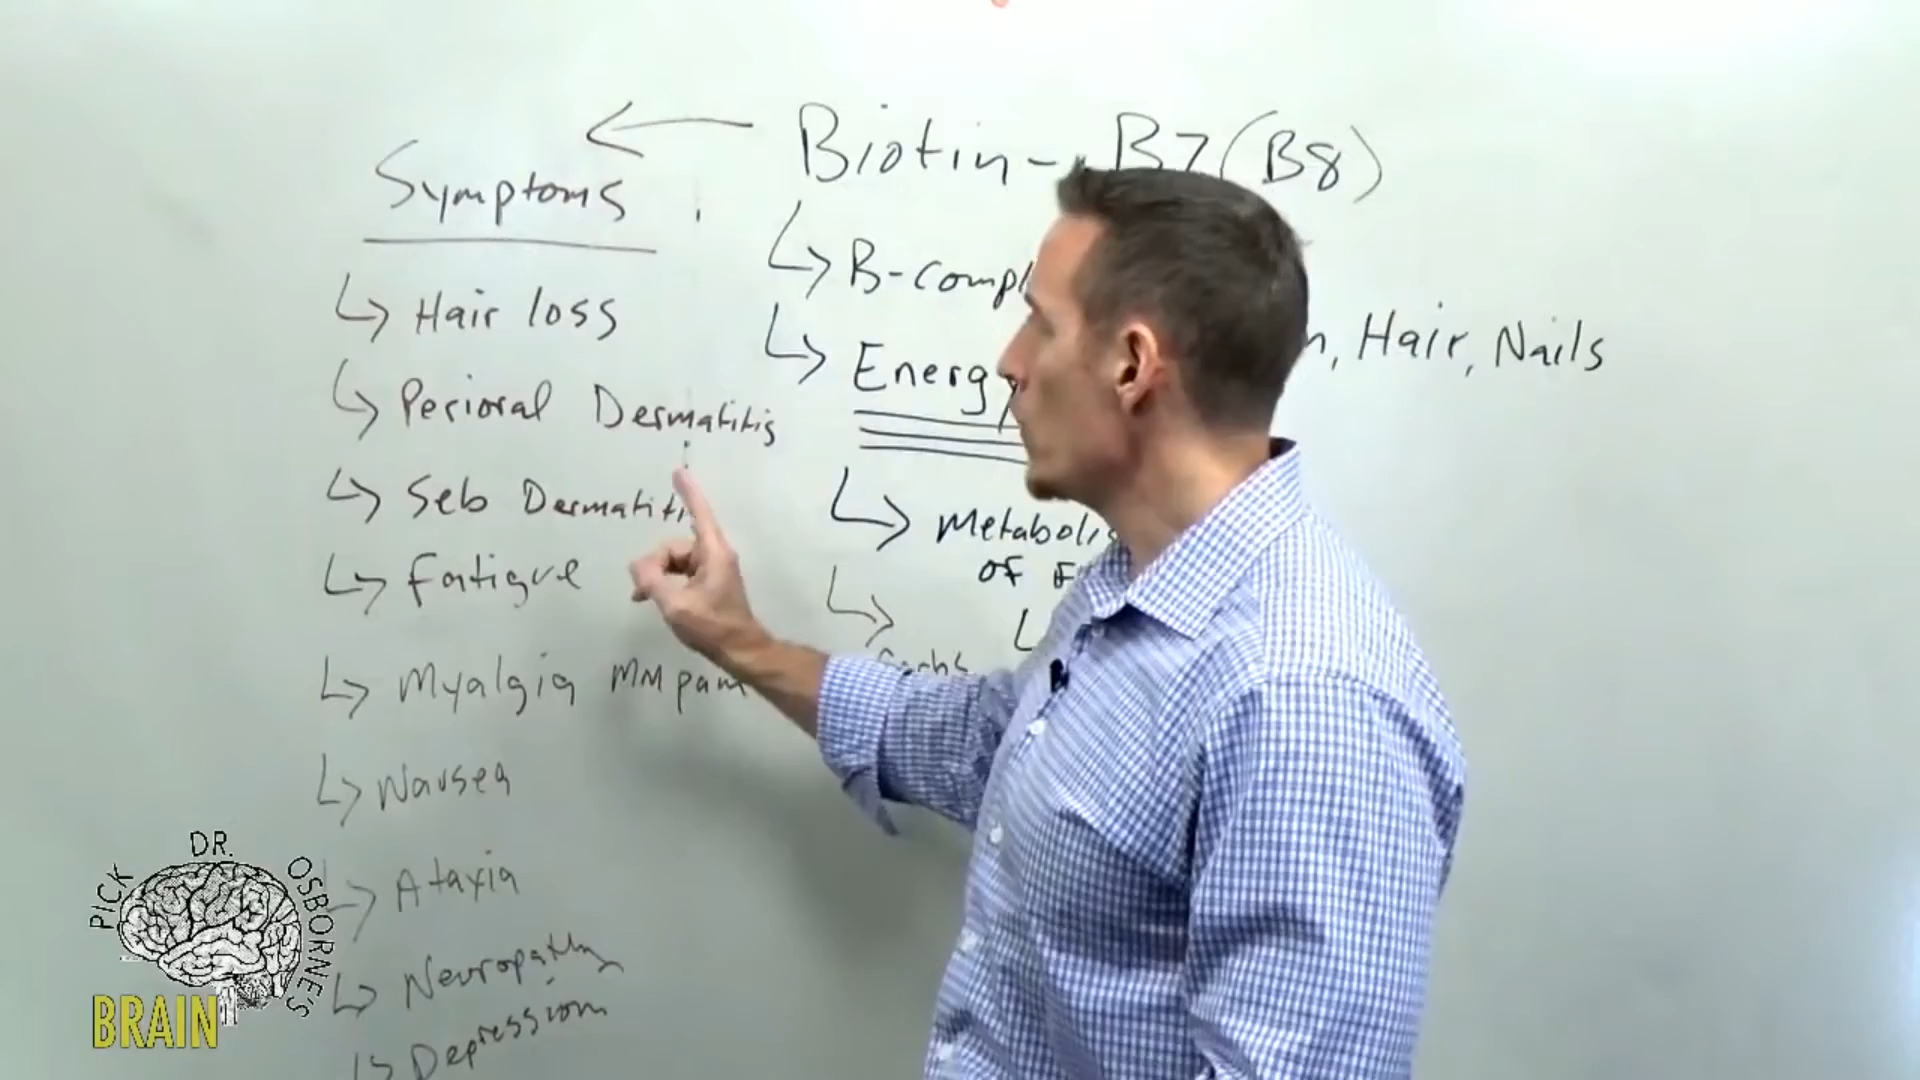 Biotin - B7 (B8)
Symptoms
B-compl
Energy
n, Hair, Nails
Hair loss
Perioral Dermatitis
Seb Dermatiti
Metabolis
of F
Fatigue
Carbs
Myalgia MM pain
Nausea
Ataxia
Neuropathy
Depression
PICK DR. OSBORNE'S
BRAIN